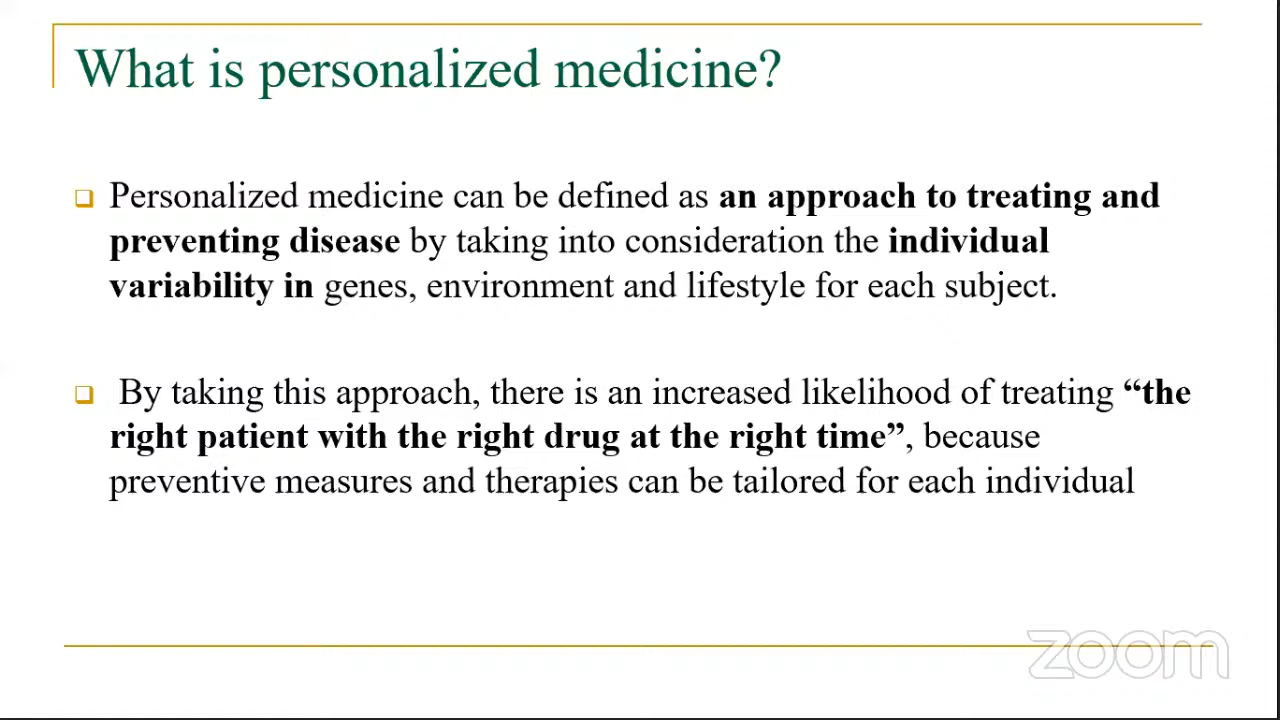 What is personalized medicine?
Personalized medicine can be defined as an approach to treating and
preventing disease by taking into consideration the individual
variability in genes, environment and lifestyle for each subject.
By taking this approach, there is an increased likelihood of treating “the
right patient with the right drug at the right time”, because
preventive measures and therapies can be tailored for each individual
zoom